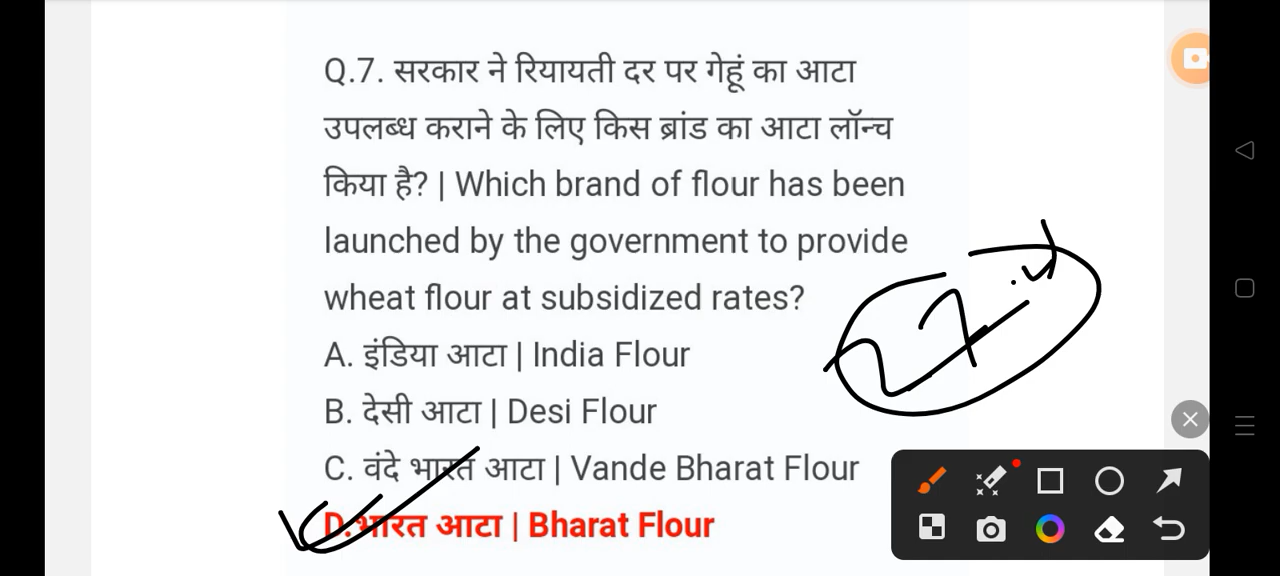 Q.7. सरकार ने रियायती दर पर गेहूं का आटा
उपलब्ध कराने के लिए किस ब्रांड का आटा लॉन्च
किया है? | Which brand of flour has been
launched by the government to provide
wheat flour at subsidized rates?
A. इंडिया आटा | India Flour
B. देसी आटा | Desi Flour
C. वंदे भारत आटा | Vande Bharat Flour
D.भारत आटा | Bharat Flour